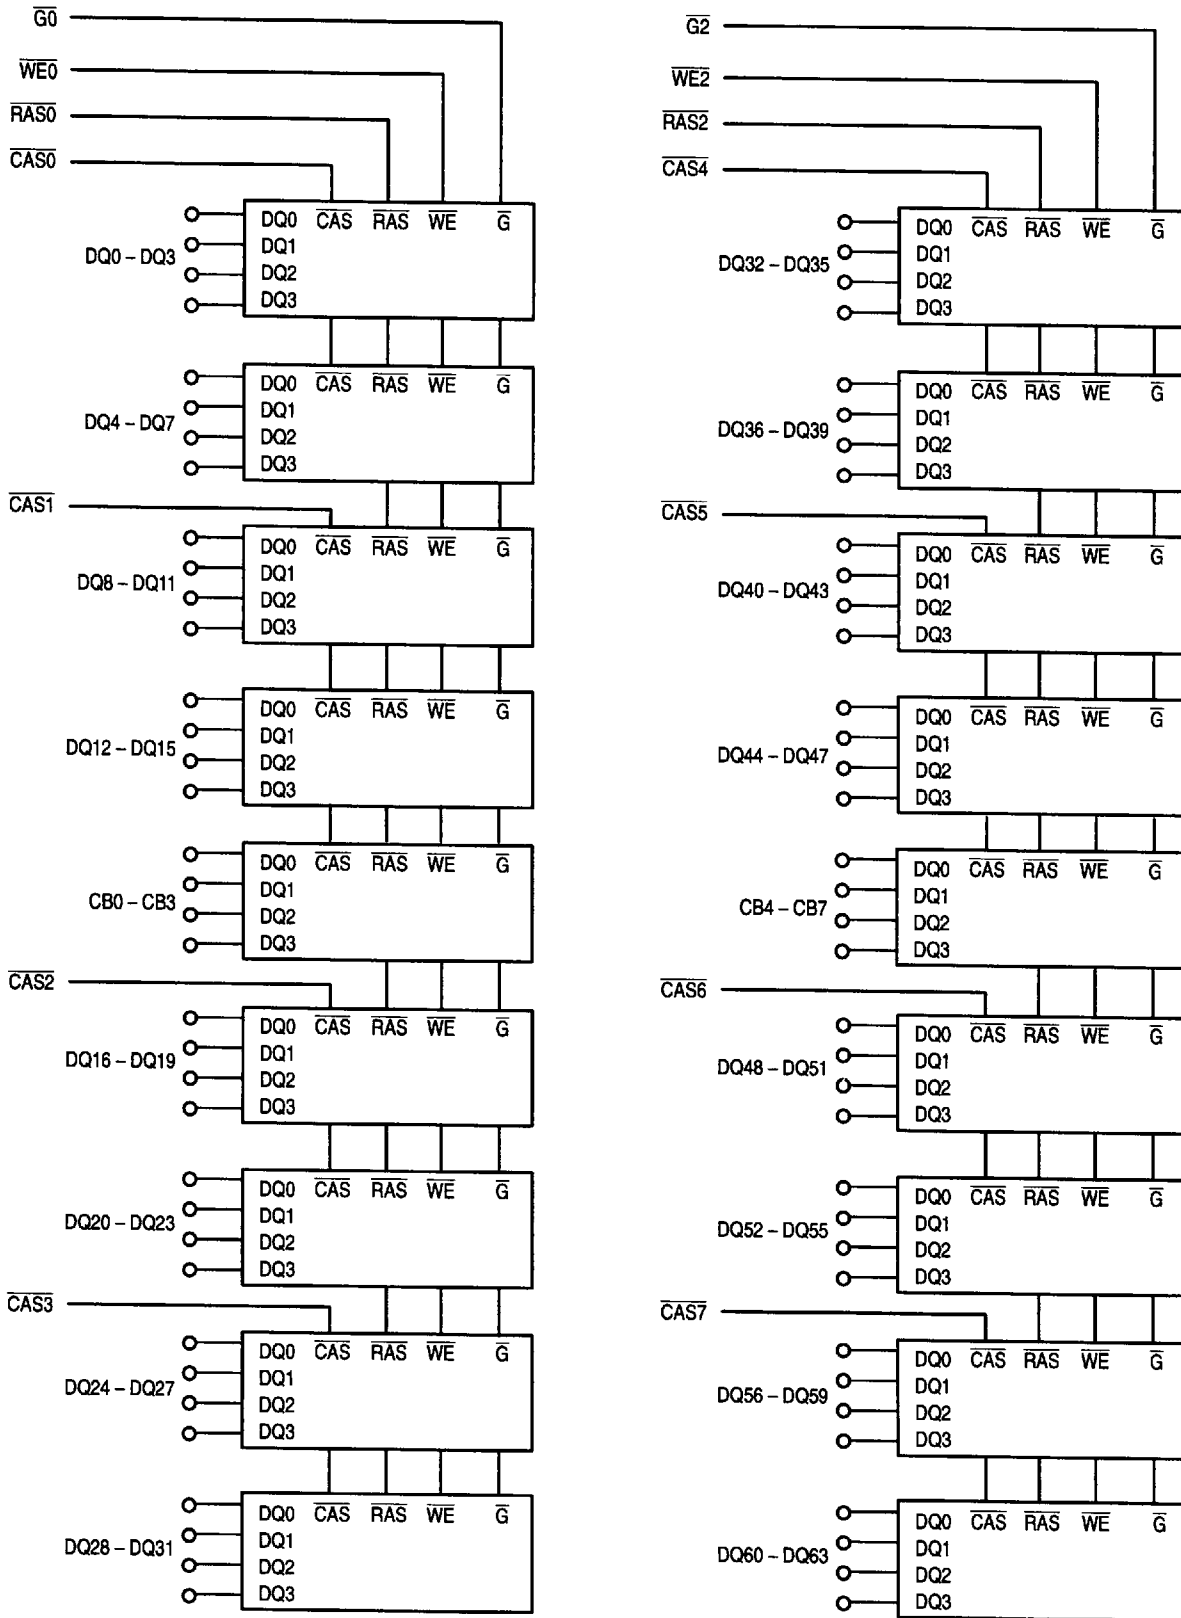 G0
WE0
RAS0
CAS0
DQ0 – DQ3
DQ0 CAS RAS WE G
DQ1
DQ2
DQ3
DQ4 – DQ7
DQ0 CAS RAS WE G
DQ1
DQ2
DQ3
CAS1
DQ8 – DQ11
DQ0 CAS RAS WE G
DQ1
DQ2
DQ3
DQ12 – DQ15
DQ0 CAS RAS WE G
DQ1
DQ2
DQ3
CB0 – CB3
DQ0 CAS RAS WE G
DQ1
DQ2
DQ3
CAS2
DQ16 – DQ19
DQ0 CAS RAS WE G
DQ1
DQ2
DQ3
DQ20 – DQ23
DQ0 CAS RAS WE G
DQ1
DQ2
DQ3
CAS3
DQ24 – DQ27
DQ0 CAS RAS WE G
DQ1
DQ2
DQ3
DQ28 – DQ31
DQ0 CAS RAS WE G
DQ1
DQ2
DQ3
G2
WE2
RAS2
CAS4
DQ32 – DQ35
DQ0 CAS RAS WE G
DQ1
DQ2
DQ3
DQ36 – DQ39
DQ0 CAS RAS WE G
DQ1
DQ2
DQ3
CAS5
DQ40 – DQ43
DQ0 CAS RAS WE G
DQ1
DQ2
DQ3
DQ44 – DQ47
DQ0 CAS RAS WE G
DQ1
DQ2
DQ3
CB4 – CB7
DQ0 CAS RAS WE G
DQ1
DQ2
DQ3
CAS6
DQ48 – DQ51
DQ0 CAS RAS WE G
DQ1
DQ2
DQ3
DQ52 – DQ55
DQ0 CAS RAS WE G
DQ1
DQ2
DQ3
CAS7
DQ56 – DQ59
DQ0 CAS RAS WE G
DQ1
DQ2
DQ3
DQ60 – DQ63
DQ0 CAS RAS WE G
DQ1
DQ2
DQ3